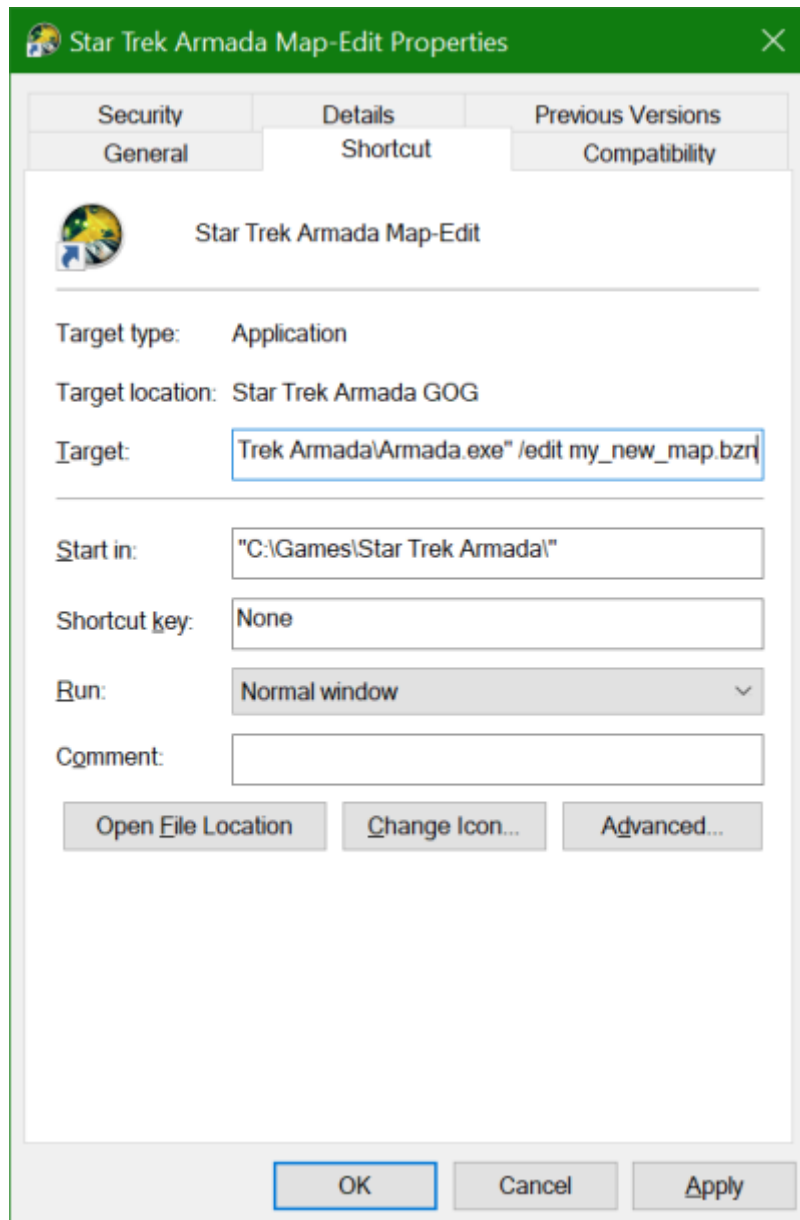 Star Trek Armada Map-Edit Properties
Security Details Previous Versions
General Shortcut Compatibility
Star Trek Armada Map-Edit
Target type: Application
Target location: Star Trek Armada GOG
Target: Trek Armada\Armada.exe" /edit my_new_map.bzn
Start in: "C:\Games\Star Trek Armada\"
Shortcut key: None
Run: Normal window
Comment:
Open File Location Change Icon... Advanced...
OK Cancel Apply